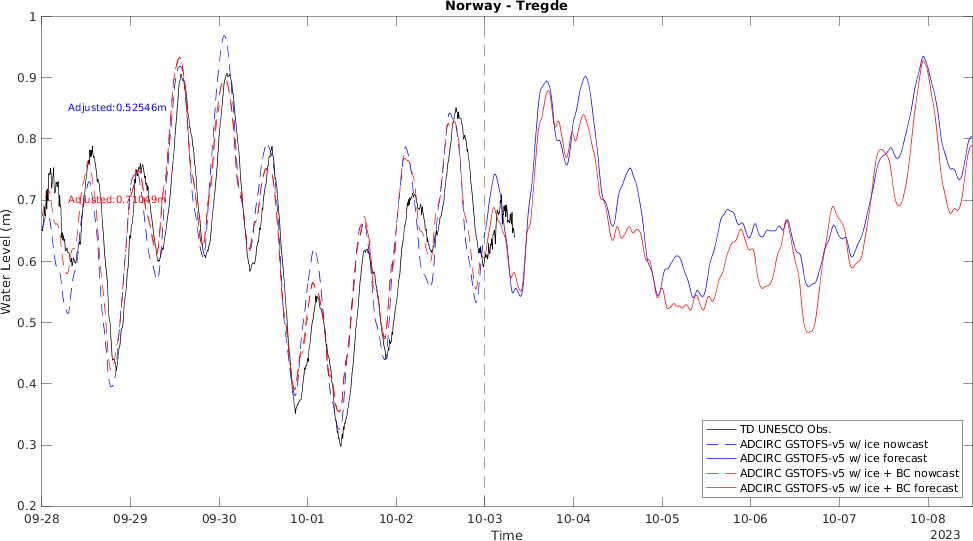 Norway - Tregde
1
0.9
0.8
0.7
0.6
0.5
0.4
0.3
0.2
Water Level (m)
Adjusted:0.52546m
Adjusted:0.71049m
TD UNESCO Obs.
ADCIRC GSTOFS-v5 w/ ice nowcast
ADCIRC GSTOFS-v5 w/ ice forecast
ADCIRC GSTOFS-v5 w/ ice + BC nowcast
ADCIRC GSTOFS-v5 w/ ice + BC forecast
09-28 09-29 09-30 10-01 10-02 10-03 10-04 10-05 10-06 10-07 10-08
Time
2023